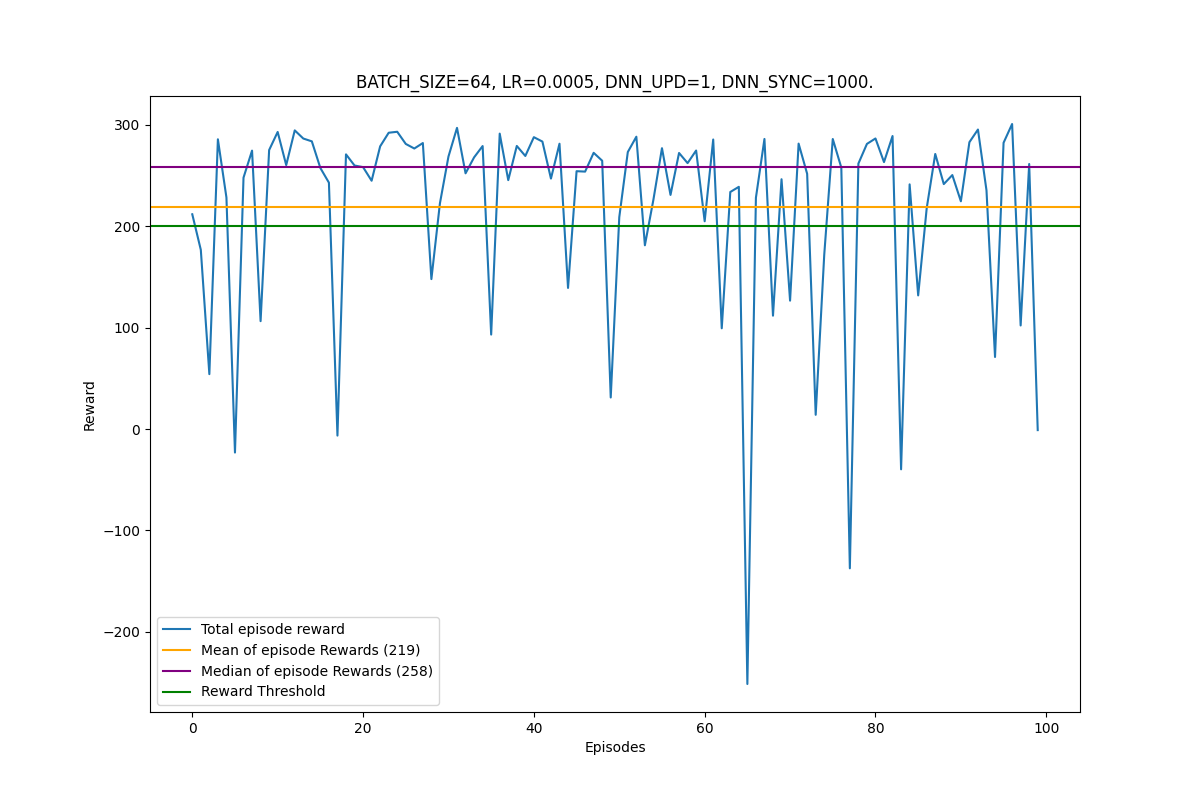 BATCH_SIZE=64, LR=0.0005, DNN_UPD=1, DNN_SYNC=1000.
300
200
100
0
−100
−200
Reward
Total episode reward
Mean of episode Rewards (219)
Median of episode Rewards (258)
Reward Threshold
0 20 40 60 80 100
Episodes